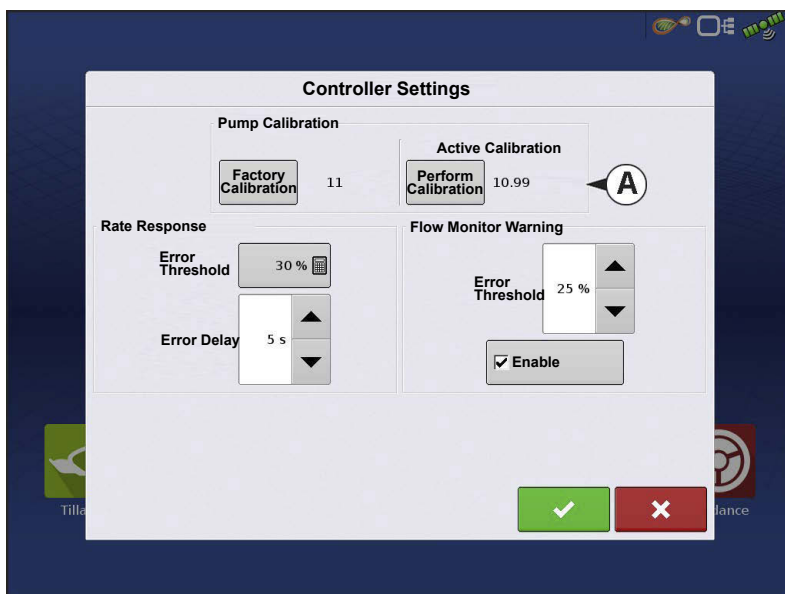 Controller Settings
Pump Calibration
Active Calibration
Factory
Calibration
11
Perform
Calibration
10.99
A
Rate Response
Error
Threshold
30 %
Error Delay
5 s
Flow Monitor Warning
Error
Threshold
25 %
Enable
Tilla
dance